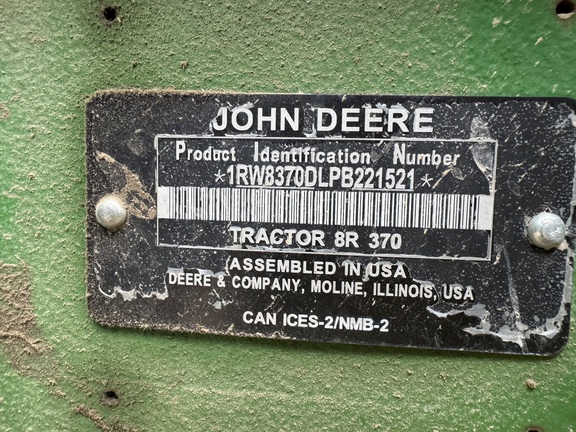 JOHN DEERE
Product Identification Number
*1RW8370DLPB221521*
TRACTOR 8R 370
ASSEMBLED IN USA
DEERE & COMPANY, MOLINE, ILLINOIS, USA
CAN ICES-2/NMB-2